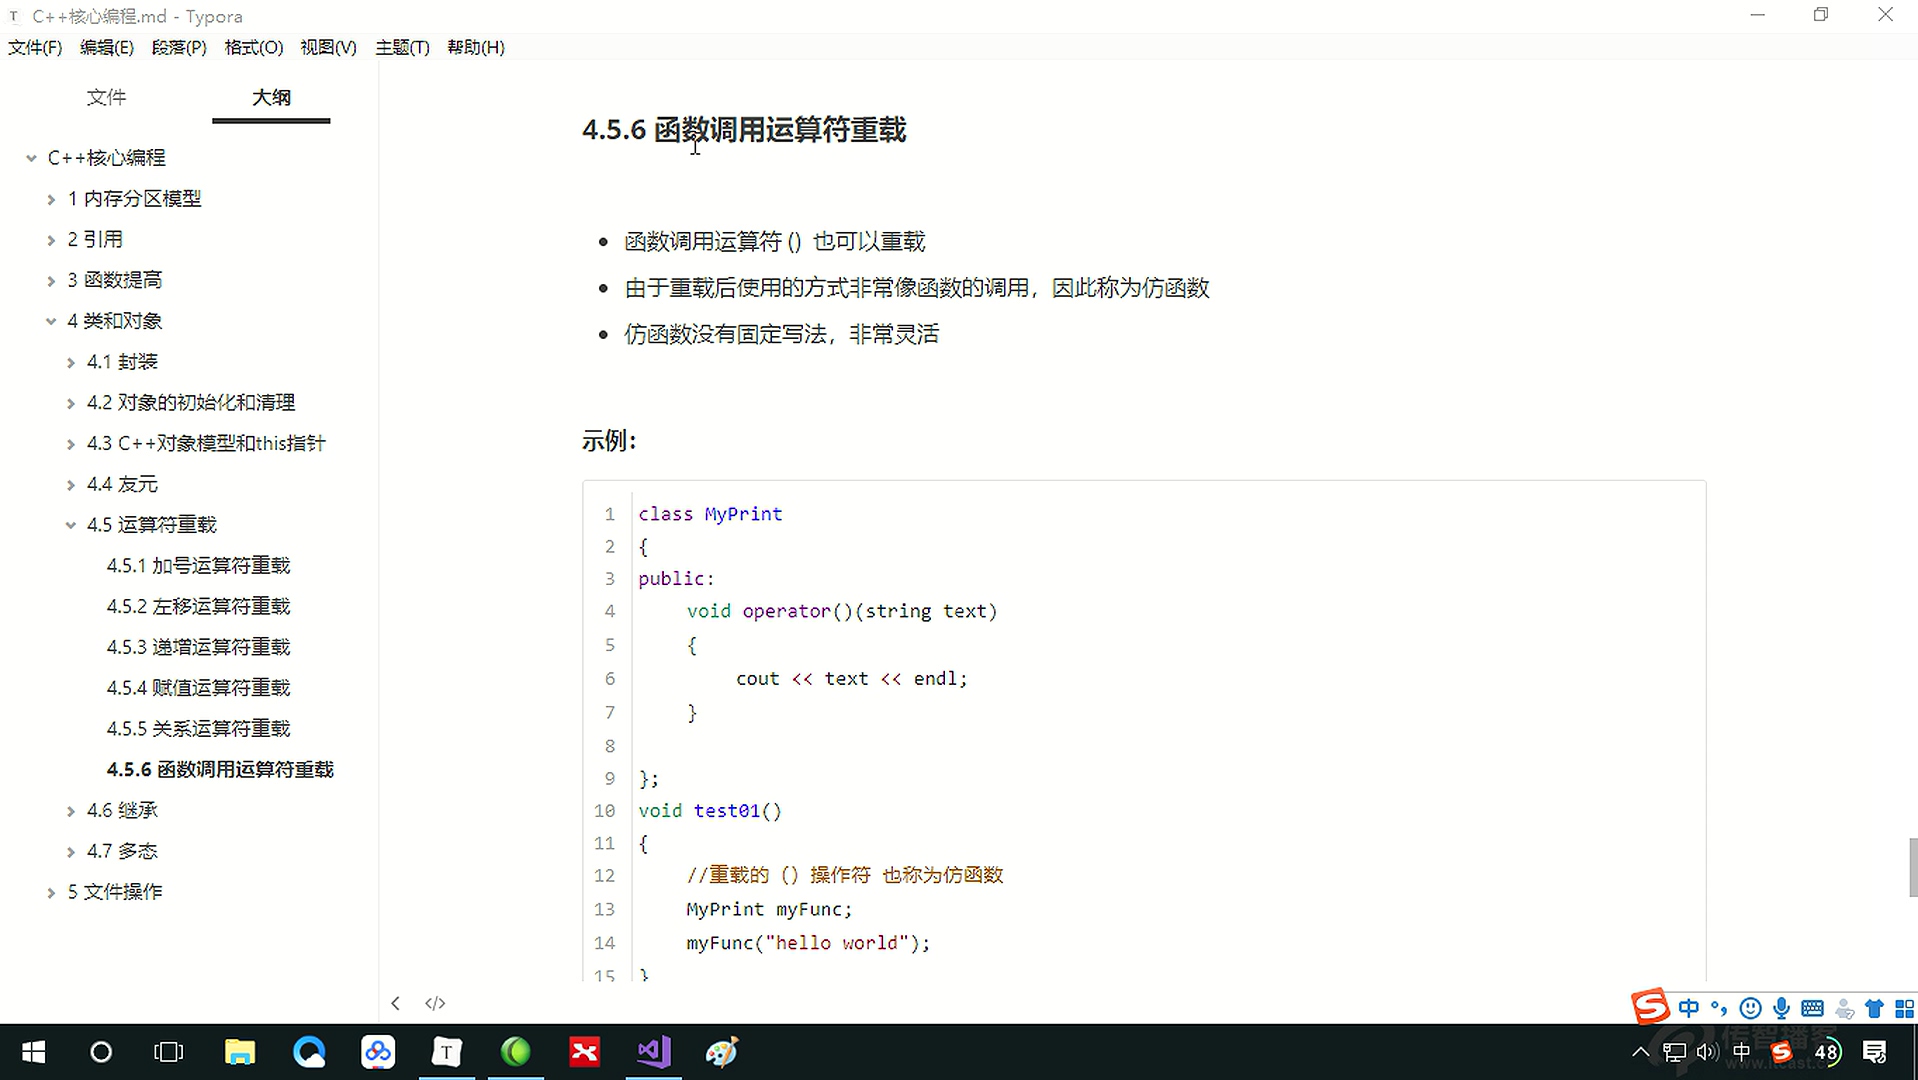 C++核心编程.md - Typora
文件(F) 编辑(E) 段落(P) 格式(O) 视图(V) 主题(T) 帮助(H)
文件 大纲
C++核心编程
1 内存分区模型
2 引用
3 函数提高
4 类和对象
4.1 封装
4.2 对象的初始化和清理
4.3 C++对象模型和this指针
4.4 友元
4.5 运算符重载
4.5.1 加号运算符重载
4.5.2 左移运算符重载
4.5.3 递增运算符重载
4.5.4 赋值运算符重载
4.5.5 关系运算符重载
4.5.6 函数调用运算符重载
4.6 继承
4.7 多态
5 文件操作
4.5.6 函数调用运算符重载
函数调用运算符 () 也可以重载
由于重载后使用的方式非常像函数的调用，因此称为仿函数
仿函数没有固定写法，非常灵活
示例：
1 class MyPrint
2 {
3 public:
4 void operator()(string text)
5 {
6 cout << text << endl;
7 }
8
9 };
10 void test01()
11 {
12 //重载的 () 操作符 也称为仿函数
13 MyPrint myFunc;
14 myFunc("hello world");
15 }
中
中 48
传智播客